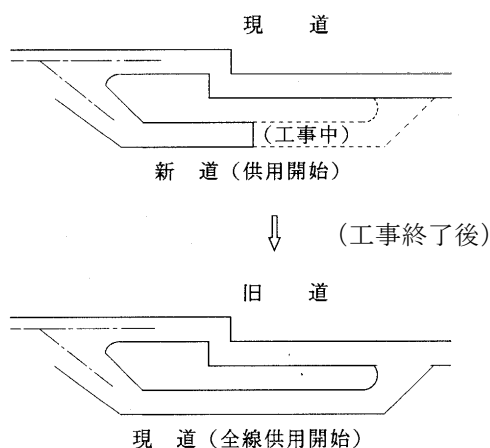 現　道
(工事中)
新　道（供用開始）
⇩　（工事終了後）
旧　道
現　道（全線供用開始）